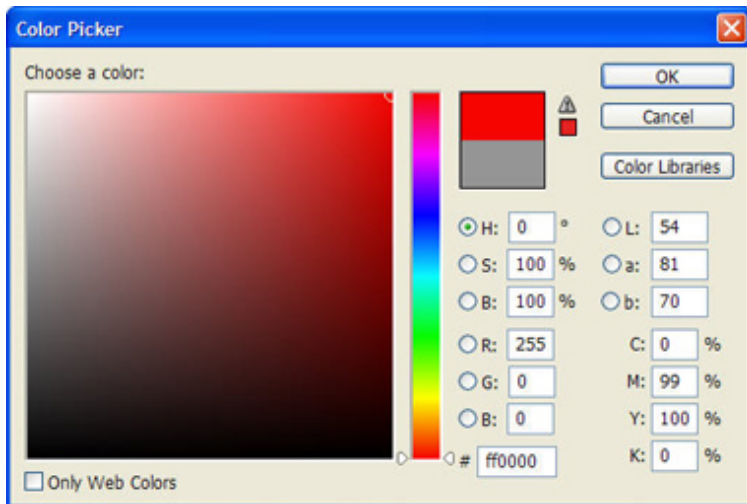 Color Picker
Choose a color:
OK
Cancel
Color Libraries
H: 0 °
L: 54
S: 100 %
a: 81
B: 100 %
b: 70
R: 255
C: 0 %
G: 0
M: 99 %
B: 0
Y: 100 %
# ff0000
K: 0 %
Only Web Colors